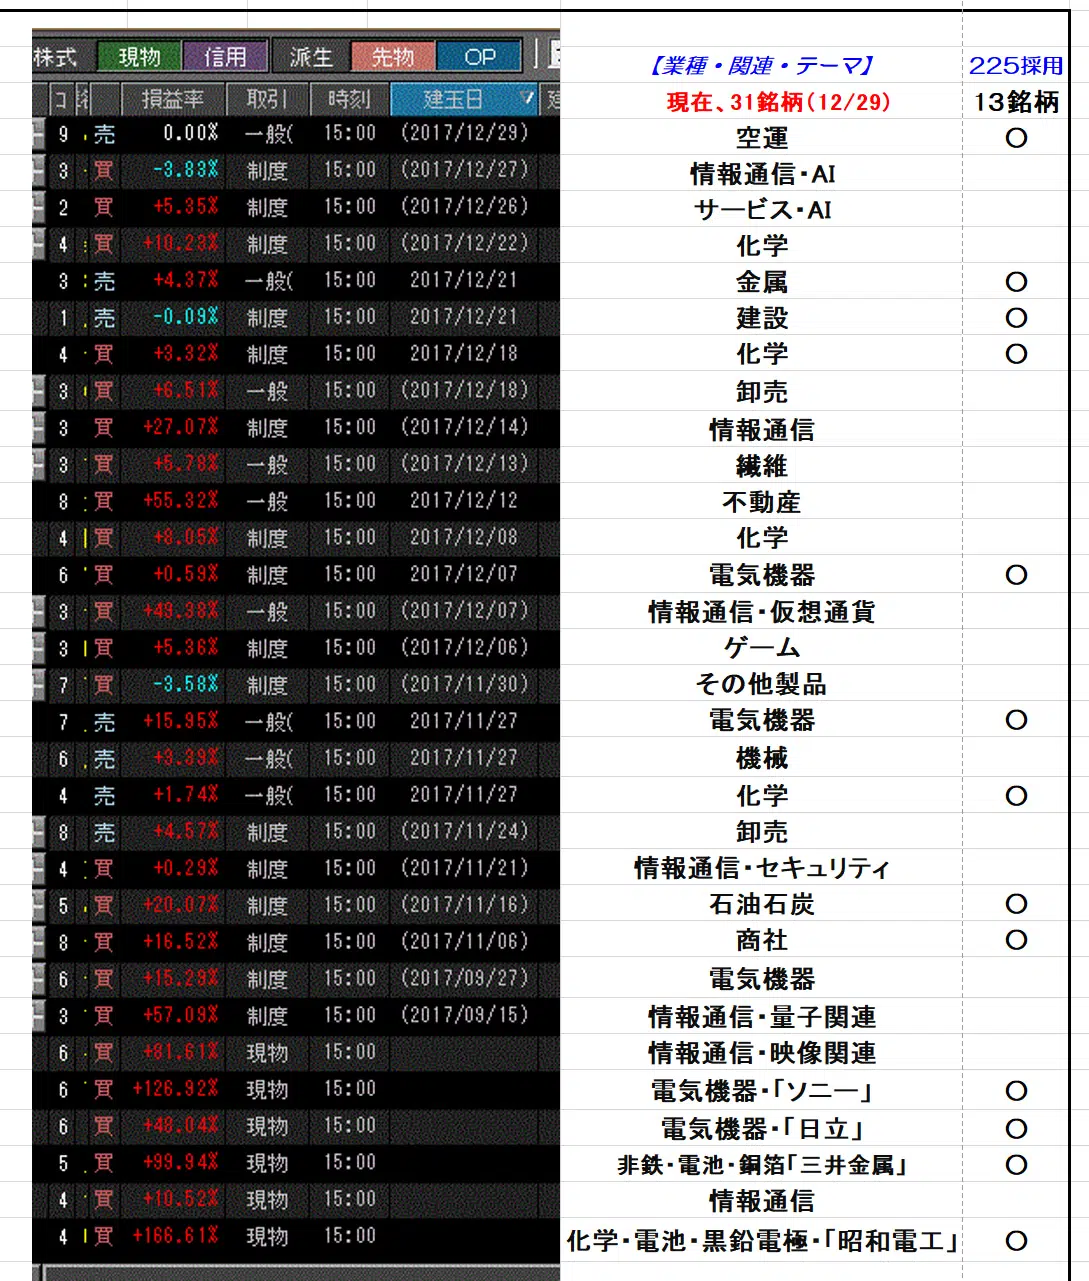 株式 現物 信用 派生 先物 OP
【業種・関連・テーマ】 225採用
コ 損益率 取引 時刻 建玉日 ▽ 現在、31銘柄(12/29) 13銘柄
9 売 0.00% 一般( 15:00 (2017/12/29) 空運 〇
3 買 -3.83% 制度 15:00 (2017/12/27) 情報通信・AI
2 買 +5.35% 制度 15:00 (2017/12/26) サービス・AI
4 買 +10.23% 制度 15:00 (2017/12/22) 化学
3 売 +4.37% 一般( 15:00 2017/12/21 金属 〇
1 売 -0.09% 制度 15:00 2017/12/21 建設 〇
4 買 +3.32% 制度 15:00 2017/12/18 化学 〇
3 買 +6.51% 一般 15:00 (2017/12/18) 卸売
3 買 +27.07% 制度 15:00 (2017/12/14) 情報通信
3 買 +5.78% 一般 15:00 (2017/12/13) 繊維
8 買 +55.32% 一般 15:00 2017/12/12 不動産
4 買 +8.05% 制度 15:00 2017/12/08 化学
6 買 +0.59% 制度 15:00 2017/12/07 電気機器 〇
3 買 +49.38% 一般 15:00 (2017/12/07) 情報通信・仮想通貨
3 買 +5.36% 制度 15:00 (2017/12/06) ゲーム
7 買 -3.58% 制度 15:00 (2017/11/30) その他製品
7 売 +15.95% 一般( 15:00 2017/11/27 電気機器 〇
6 売 +3.39% 一般( 15:00 2017/11/27 機械
4 売 +1.74% 一般( 15:00 2017/11/27 化学 〇
8 売 +4.57% 制度 15:00 (2017/11/24) 卸売
4 買 +0.29% 制度 15:00 (2017/11/21) 情報通信・セキュリティ
5 買 +20.07% 制度 15:00 (2017/11/16) 石油石炭 〇
8 買 +16.52% 制度 15:00 (2017/11/06) 商社 〇
6 買 +15.29% 制度 15:00 (2017/09/27) 電気機器
3 買 +57.09% 制度 15:00 (2017/09/15) 情報通信・量子関連
6 買 +81.61% 現物 15:00 情報通信・映像関連
6 買 +126.92% 現物 15:00 電気機器・「ソニー」 〇
6 買 +48.04% 現物 15:00 電気機器・「日立」 〇
5 買 +99.94% 現物 15:00 非鉄・電池・銅箔「三井金属」 〇
4 買 +10.52% 現物 15:00 情報通信
4 買 +166.61% 現物 15:00 化学・電池・黒鉛電極・「昭和電工」 〇